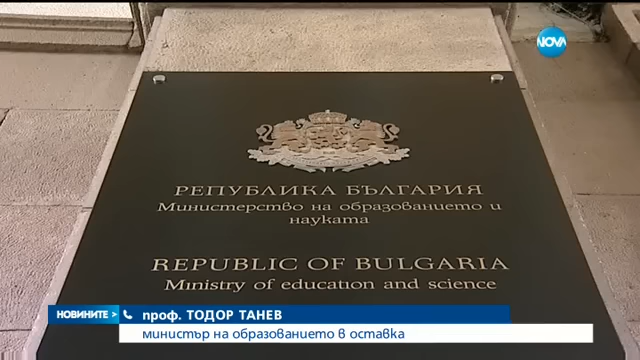 NOVA
РЕПУБЛИКА БЪЛГАРИЯ
Министерство на образованието и
науката
REPUBLIC OF BULGARIA
Ministry of education and science
НОВИНИТЕ
проф. ТОДОР ТАНЕВ
министър на образованието в оставка